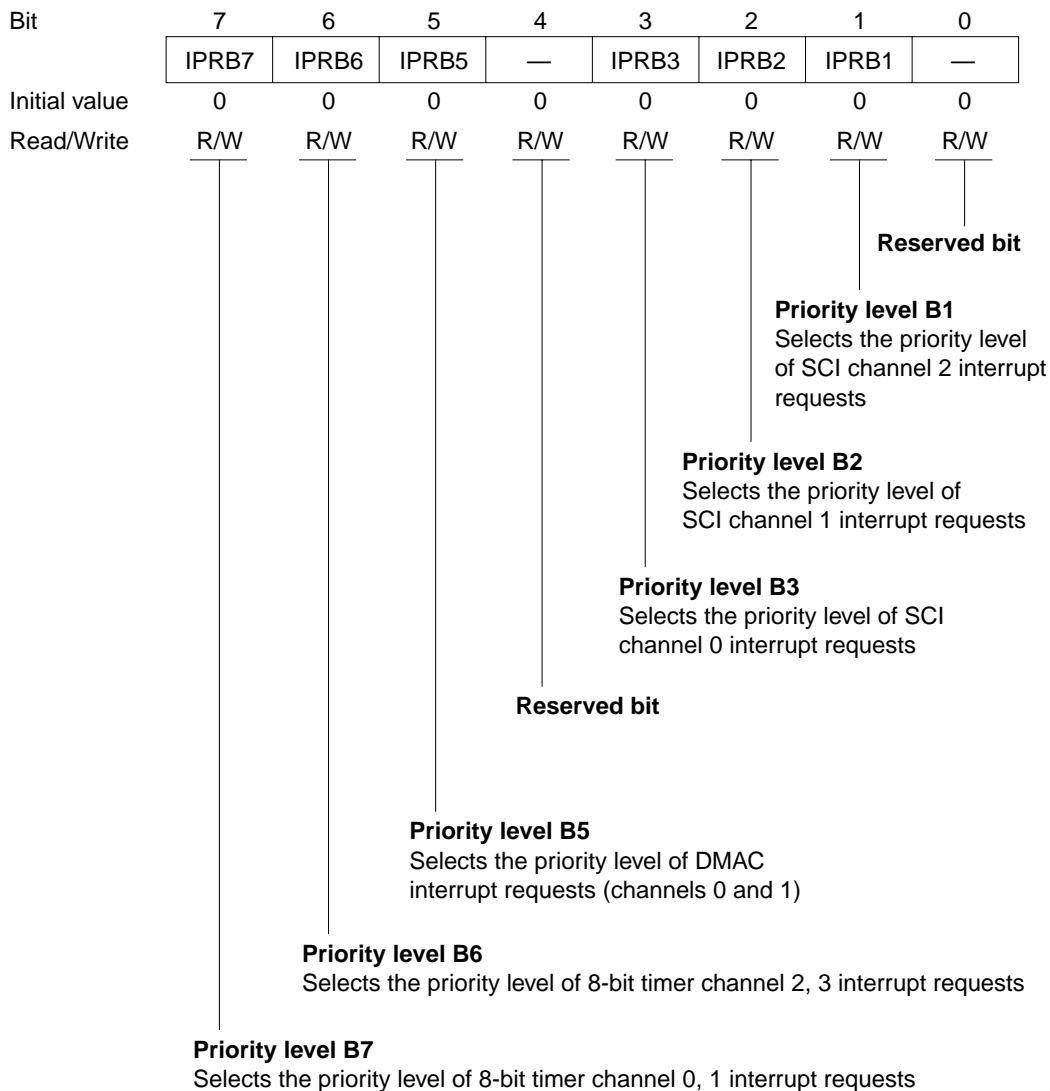 Bit 7 6 5 4 3 2 1 0
IPRB7 IPRB6 IPRB5 — IPRB3 IPRB2 IPRB1 —
Initial value 0 0 0 0 0 0 0 0
Read/Write R/W R/W R/W R/W R/W R/W R/W R/W
Reserved bit
Priority level B1
Selects the priority level
of SCI channel 2 interrupt
requests
Priority level B2
Selects the priority level of
SCI channel 1 interrupt requests
Priority level B3
Selects the priority level of SCI
channel 0 interrupt requests
Reserved bit
Priority level B5
Selects the priority level of DMAC
interrupt requests (channels 0 and 1)
Priority level B6
Selects the priority level of 8-bit timer channel 2, 3 interrupt requests
Priority level B7
Selects the priority level of 8-bit timer channel 0, 1 interrupt requests